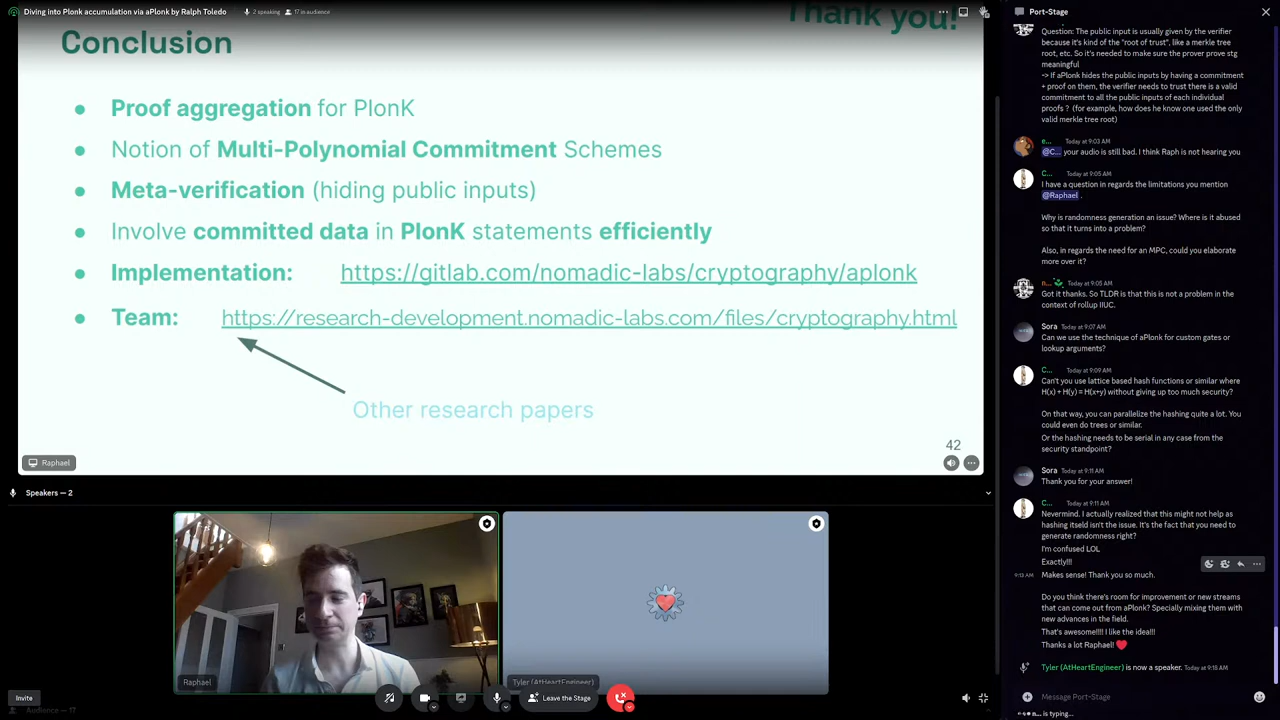 Diving into Plonk accumulation via aPlonk by Ralph Toledo
2 speaking
17 in audience
Thank you!
Conclusion
Proof aggregation for PlonK
Notion of Multi-Polynomial Commitment Schemes
Meta-verification (hiding public inputs)
Involve committed data in PlonK statements efficiently
Implementation: https://gitlab.com/nomadic-labs/cryptography/aplonk
Team: https://research-development.nomadic-labs.com/files/cryptography.html
Other research papers
42
Raphael
Speakers — 2
Raphael
Tyler (AtHeartEngineer)
Leave the Stage
Invite
Audience — 17
Port-Stage
Question: The public input is usually given by the verifier
because it's kind of the "root of trust", like a merkle tree
root, etc. So it's needed to make sure the prover prove stg
meaningful
-> If aPlonk hides the public inputs by having a commitment
+ proof on them, the verifier needs to trust there is a valid
commitment to all the public inputs of each individual
proofs ? (for example, how does he know one used the only
valid merkle tree root)
e... Today at 9:03 AM
@C... your audio is still bad. I think Raph is not hearing you
C... Today at 9:05 AM
I have a question in regards the limitations you mention
@Raphael .
Why is randomness generation an issue? Where is it abused
so that it turns into a problem?
Also, in regards the need for an MPC, could you elaborate
more over it?
n... Today at 9:05 AM
Got it thanks. So TLDR is that this is not a problem in the
context of rollup IIUC.
Sora Today at 9:07 AM
Can we use the technique of aPlonk for custom gates or
lookup arguments?
C... Today at 9:09 AM
Can't you use lattice based hash functions or similar where
H(x) + H(y) = H(x+y) without giving up too much security?
On that way, you can parallelize the hashing quite a lot. You
could even do trees or similar.
Or the hashing needs to be serial in any case from the
security standpoint?
Sora Today at 9:11 AM
Thank you for your answer!
C... Today at 9:11 AM
Nevermind. I actually realized that this might not help as
hashing itseld isn't the issue. It's the fact that you need to
generate randomness right?
I'm confused LOL
Exactly!!!
9:13 AM Makes sense! Thank you so much.
Do you think there's room for improvement or new streams
that can come out from aPlonk? Specially mixing them with
new advances in the field.
That's awesome!!!! I like the idea!!!
Thanks a lot Raphael!
Tyler (AtHeartEngineer) is now a speaker. Today at 9:18 AM
Message Port-Stage
n... is typing...